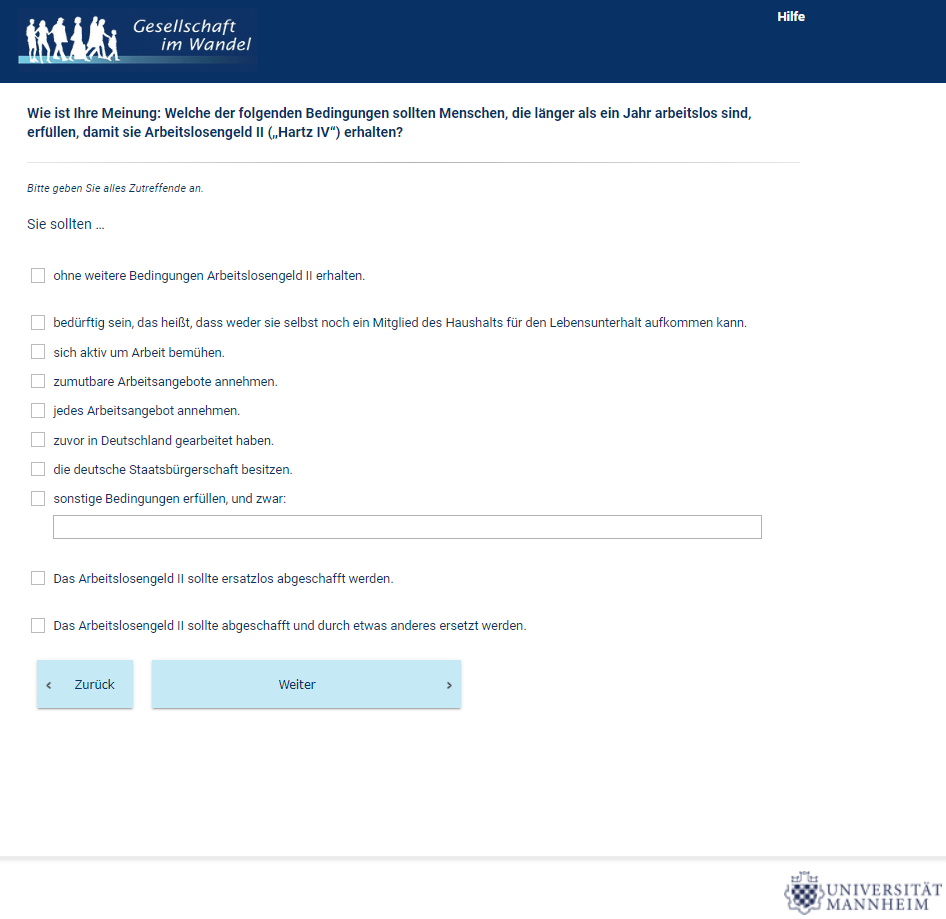 Gesellschaft
im Wandel
Hilfe
Wie ist Ihre Meinung: Welche der folgenden Bedingungen sollten Menschen, die länger als ein Jahr arbeitslos sind,
erfüllen, damit sie Arbeitslosengeld II („Hartz IV“) erhalten?
Bitte geben Sie alles Zutreffende an.
Sie sollten ...
ohne weitere Bedingungen Arbeitslosengeld II erhalten.
bedürftig sein, das heißt, dass weder sie selbst noch ein Mitglied des Haushalts für den Lebensunterhalt aufkommen kann.
sich aktiv um Arbeit bemühen.
zumutbare Arbeitsangebote annehmen.
jedes Arbeitsangebot annehmen.
zuvor in Deutschland gearbeitet haben.
die deutsche Staatsbürgerschaft besitzen.
sonstige Bedingungen erfüllen, und zwar:
Das Arbeitslosengeld II sollte ersatzlos abgeschafft werden.
Das Arbeitslosengeld II sollte abgeschafft und durch etwas anderes ersetzt werden.
‹ Zurück
Weiter ›
UNIVERSITÄT
MANNHEIM